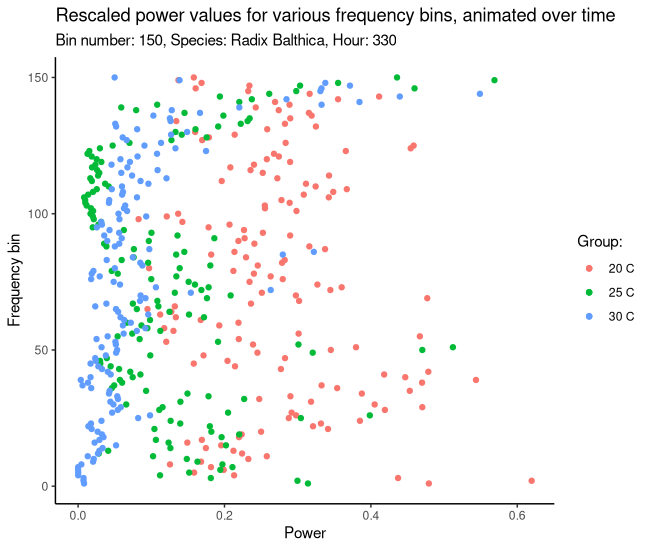 Rescaled power values for various frequency bins, animated over time
Bin number: 150, Species: Radix Balthica, Hour: 330
150
100
50
0
Frequency bin
0.0 0.2 0.4 0.6
Power
Group:
20 C
25 C
30 C